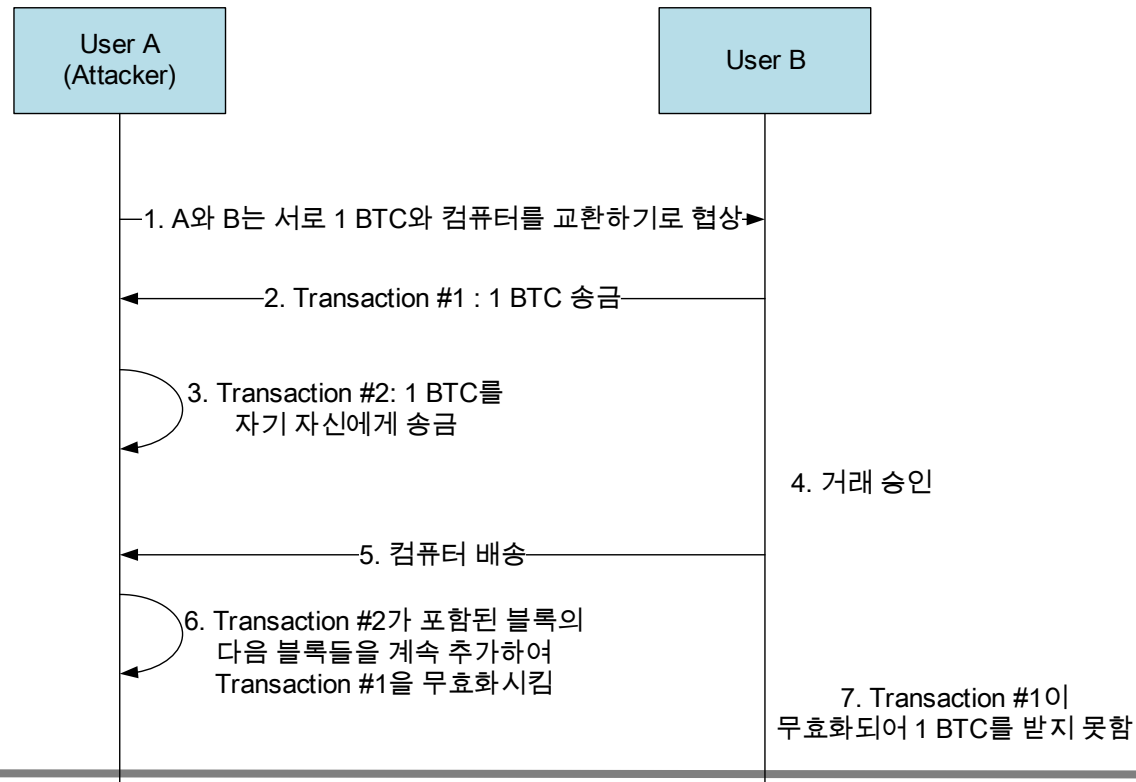 User A
(Attacker)
User B
1. A와 B는 서로 1 BTC와 컴퓨터를 교환하기로 협상
2. Transaction #1 : 1 BTC 송금
3. Transaction #2: 1 BTC를
자기 자신에게 송금
4. 거래 승인
5. 컴퓨터 배송
6. Transaction #2가 포함된 블록의
다음 블록들을 계속 추가하여
Transaction #1을 무효화시킴
7. Transaction #1이
무효화되어 1 BTC를 받지 못함